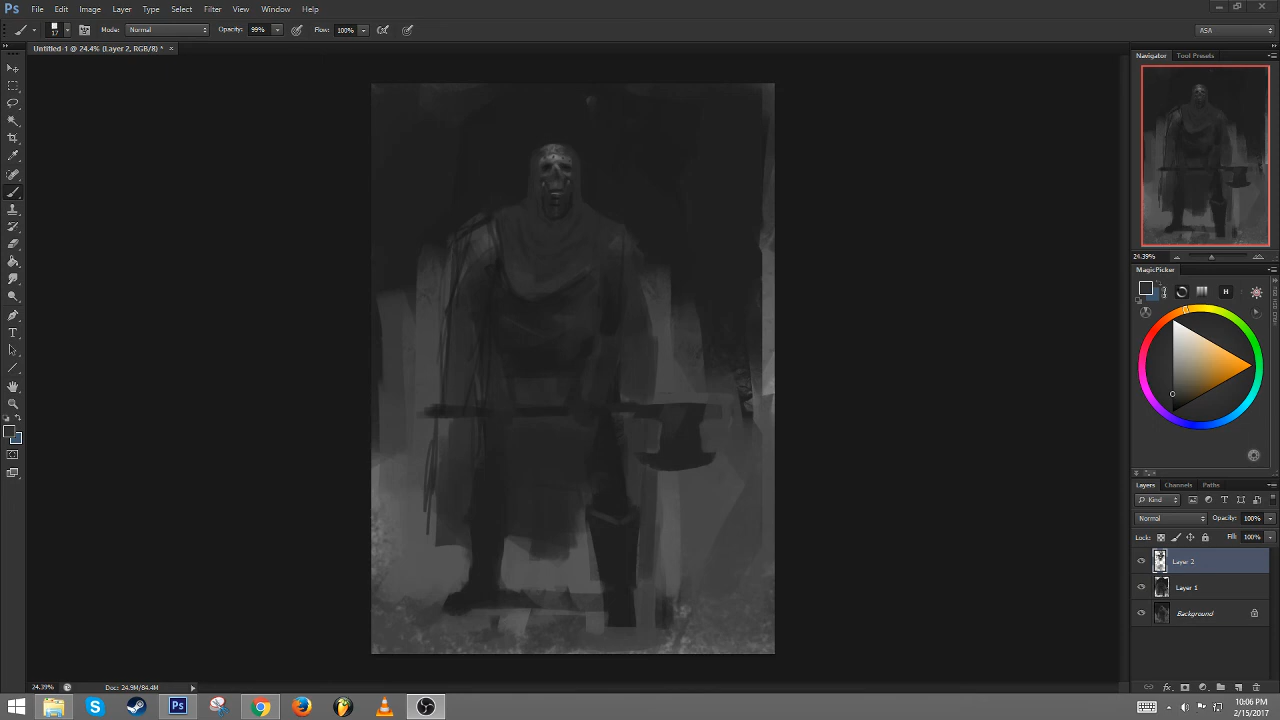 Ps File Edit Image Layer Type Select Filter View Window Help
17 Mode: Normal Opacity: 99% Flow: 100% ASA
Untitled-1 @ 24.4% (Layer 2, RGB/8) * ×
Navigator Tool Presets
24.39%
MagicPicker
H
Layers Channels Paths
Kind
Normal Opacity: 100%
Lock: Fill: 100%
Layer 2
Layer 1
Background
24.39% Doc: 24.9M/84.4M
fx
S Ps
10:06 PM
2/15/2017